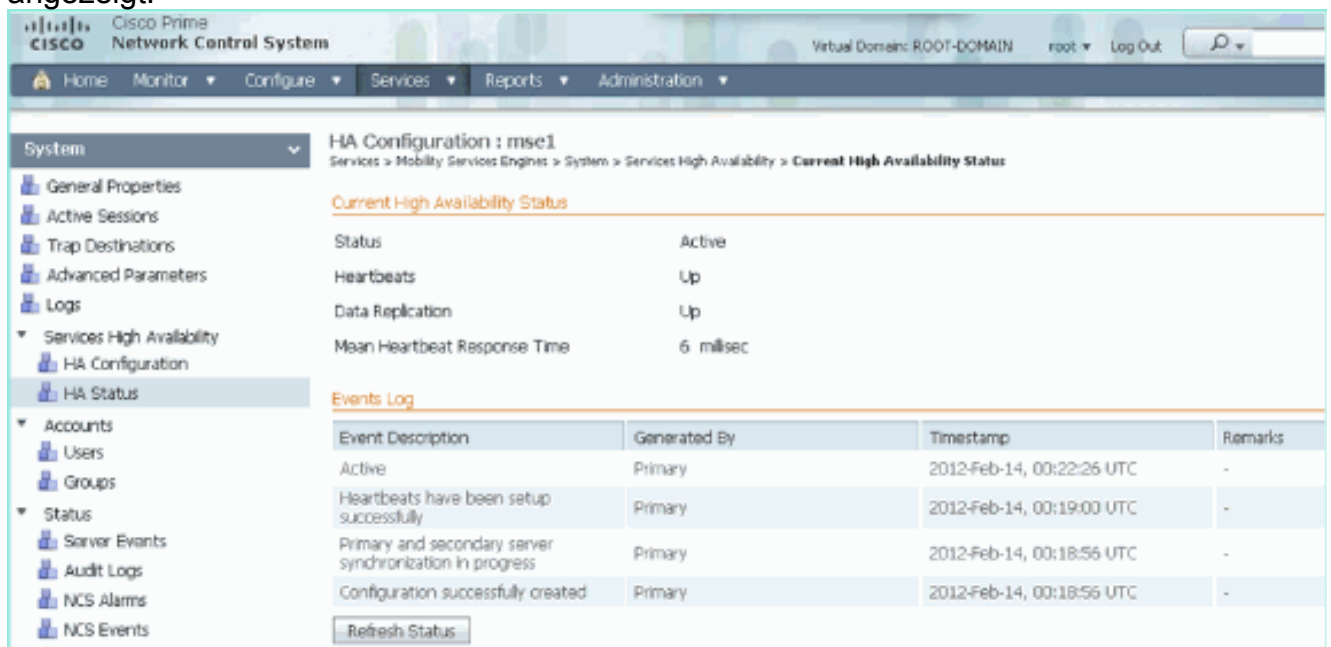 angezeigt.
Cisco Prime
CISCO Network Control System
Virtual Domain: ROOT-DOMAIN root Log Out
Home Monitor Configure Services Reports Administration
System
General Properties
Active Sessions
Trap Destinations
Advanced Parameters
Logs
Services High Availability
HA Configuration
HA Status
Accounts
Users
Groups
Status
Server Events
Audit Logs
NCS Alarms
NCS Events
HA Configuration : mse1
Services > Mobility Services Engines > System > Services High Availability > Current High Availability Status
Current High Availability Status
Status Active
Heartbeats Up
Data Replication Up
Mean Heartbeat Response Time 6 millisec
Events Log
Event Description Generated By Timestamp Remarks
Active Primary 2012-Feb-14, 00:22:26 UTC -
Heartbeats have been setup
successfully Primary 2012-Feb-14, 00:19:00 UTC -
Primary and secondary server
synchronization in progress Primary 2012-Feb-14, 00:18:56 UTC -
Configuration successfully created Primary 2012-Feb-14, 00:18:56 UTC -
Refresh Status